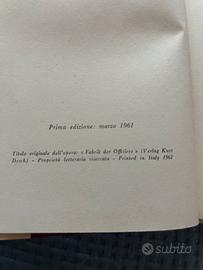 Prima edizione: marzo 1961
Titolo originale dell'opera: « Fabrik der Offiziere » (Verlag Kurt
Desch) - Proprietà letteraria riservata - Printed in Italy 1961
subito